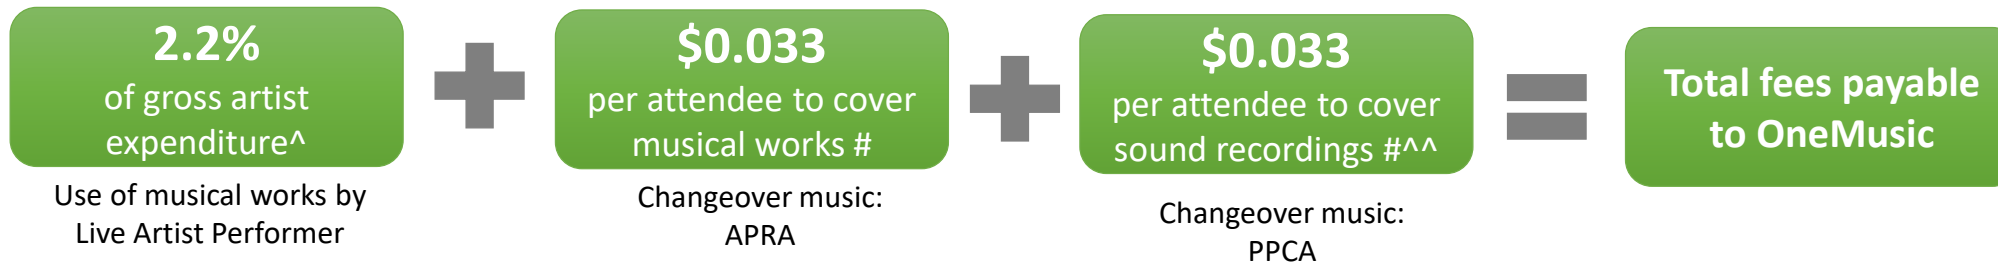 2.2%
of gross artist
expenditure^
Use of musical works by
Live Artist Performer
$0.033
per attendee to cover
musical works #
Changeover music:
APRA
$0.033
per attendee to cover
sound recordings #^^
Changeover music:
PPCA
Total fees payable
to OneMusic